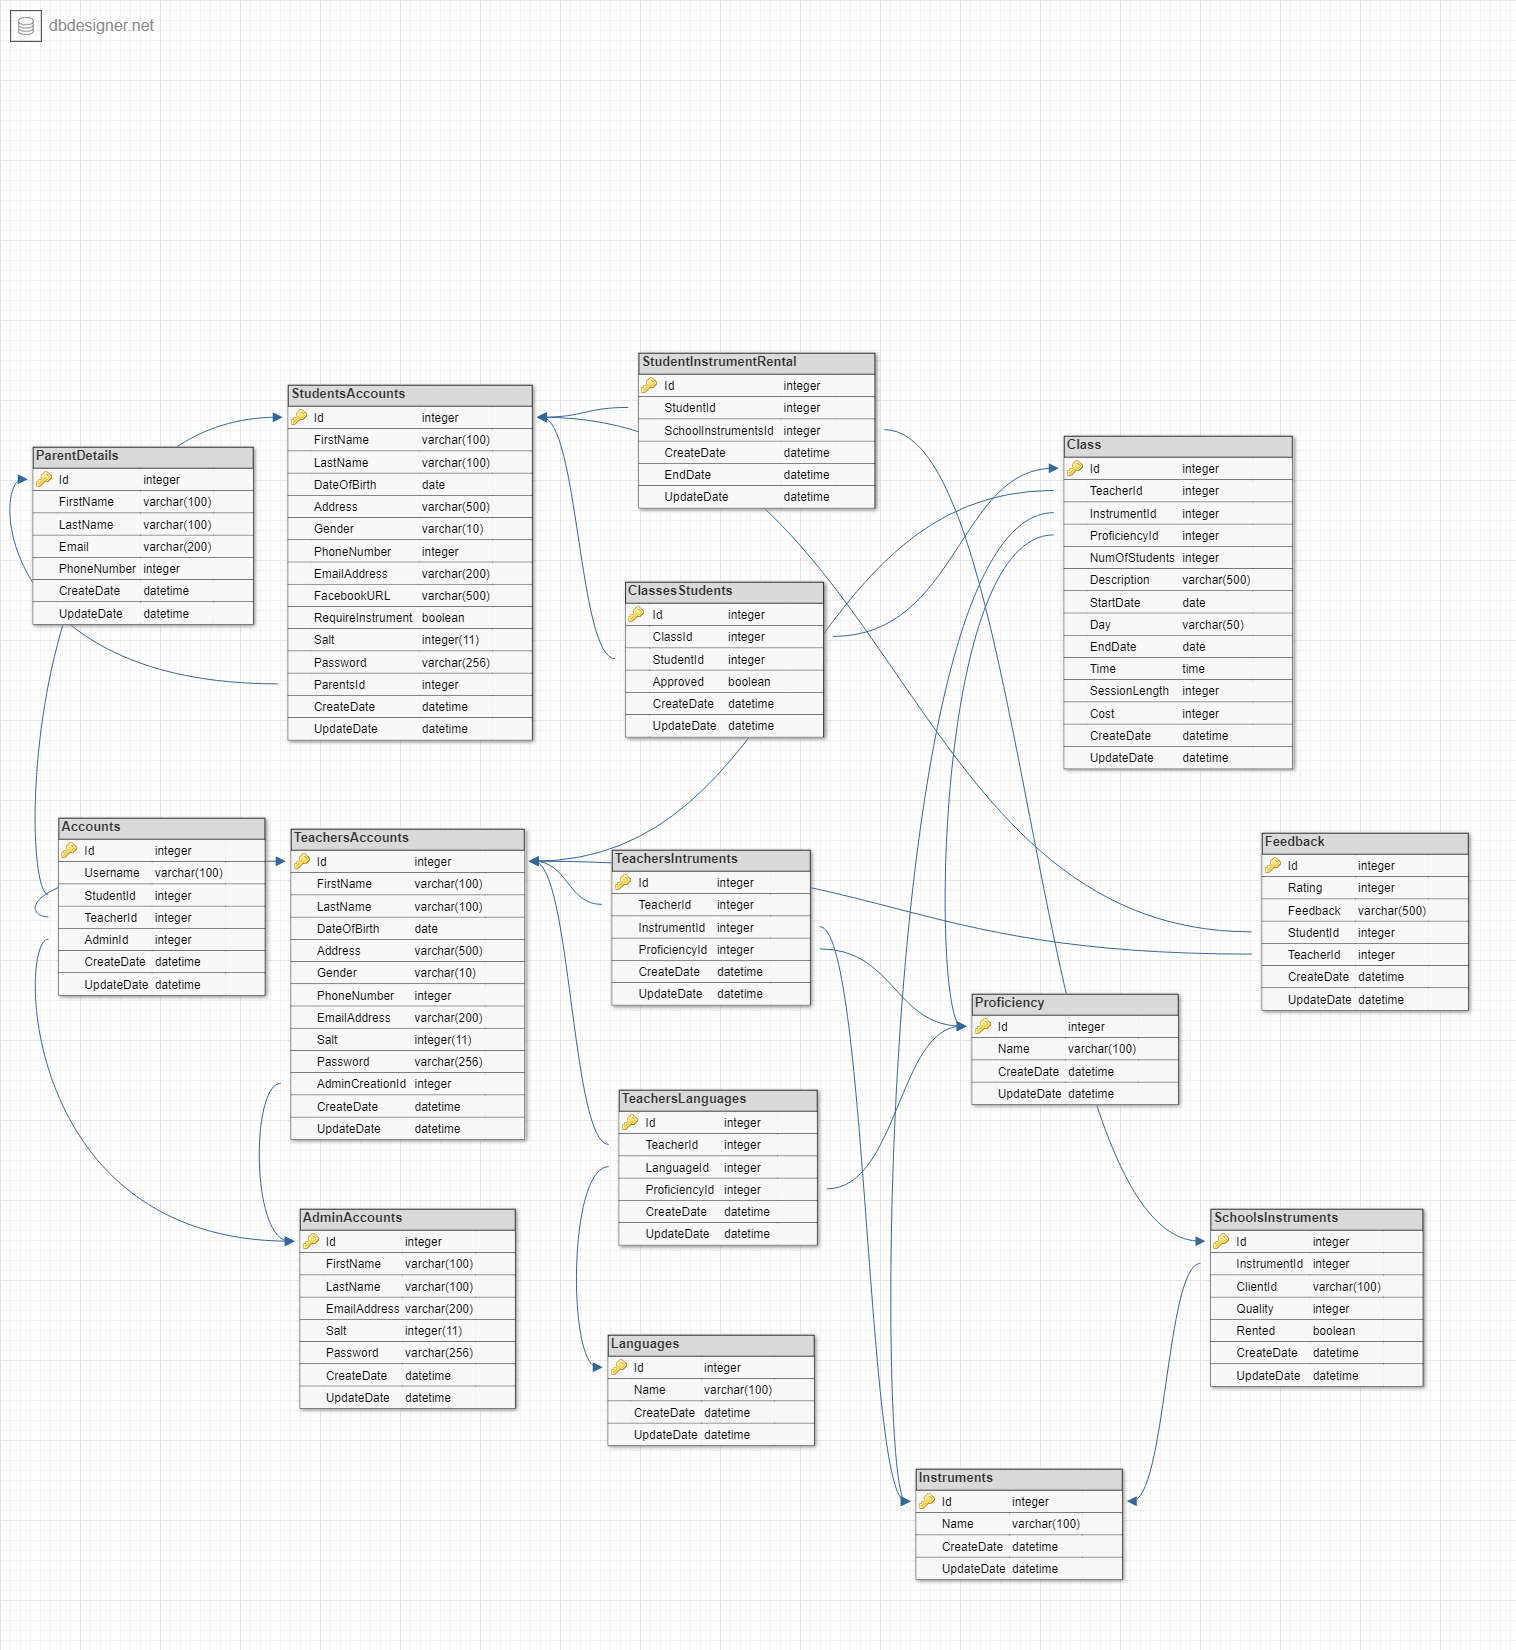 dbdesigner.net
StudentInstrumentRental
Id integer
StudentId integer
SchoolInstrumentsId integer
CreateDate datetime
EndDate datetime
UpdateDate datetime
StudentsAccounts
Id integer
FirstName varchar(100)
LastName varchar(100)
DateOfBirth date
Address varchar(500)
Gender varchar(10)
PhoneNumber integer
EmailAddress varchar(200)
FacebookURL varchar(500)
RequireInstrument boolean
Salt integer(11)
Password varchar(256)
ParentsId integer
CreateDate datetime
UpdateDate datetime
Class
Id integer
TeacherId integer
InstrumentId integer
ProficiencyId integer
NumOfStudents integer
Description varchar(500)
StartDate date
Day varchar(50)
EndDate date
Time time
SessionLength integer
Cost integer
CreateDate datetime
UpdateDate datetime
ParentDetails
Id integer
FirstName varchar(100)
LastName varchar(100)
Email varchar(200)
PhoneNumber integer
CreateDate datetime
UpdateDate datetime
ClassesStudents
Id integer
ClassId integer
StudentId integer
Approved boolean
CreateDate datetime
UpdateDate datetime
Accounts
Id integer
Username varchar(100)
StudentId integer
TeacherId integer
AdminId integer
CreateDate datetime
UpdateDate datetime
TeachersAccounts
Id integer
FirstName varchar(100)
LastName varchar(100)
DateOfBirth date
Address varchar(500)
Gender varchar(10)
PhoneNumber integer
EmailAddress varchar(200)
Salt integer(11)
Password varchar(256)
AdminCreationId integer
CreateDate datetime
UpdateDate datetime
TeachersIntruments
Id integer
TeacherId integer
InstrumentId integer
ProficiencyId integer
CreateDate datetime
UpdateDate datetime
Feedback
Id integer
Rating integer
Feedback varchar(500)
StudentId integer
TeacherId integer
CreateDate datetime
UpdateDate datetime
Proficiency
Id integer
Name varchar(100)
CreateDate datetime
UpdateDate datetime
TeachersLanguages
Id integer
TeacherId integer
LanguageId integer
ProficiencyId integer
CreateDate datetime
UpdateDate datetime
AdminAccounts
Id integer
FirstName varchar(100)
LastName varchar(100)
EmailAddress varchar(200)
Salt integer(11)
Password varchar(256)
CreateDate datetime
UpdateDate datetime
SchoolsInstruments
Id integer
InstrumentId integer
ClientId varchar(100)
Quality integer
Rented boolean
CreateDate datetime
UpdateDate datetime
Languages
Id integer
Name varchar(100)
CreateDate datetime
UpdateDate datetime
Instruments
Id integer
Name varchar(100)
CreateDate datetime
UpdateDate datetime